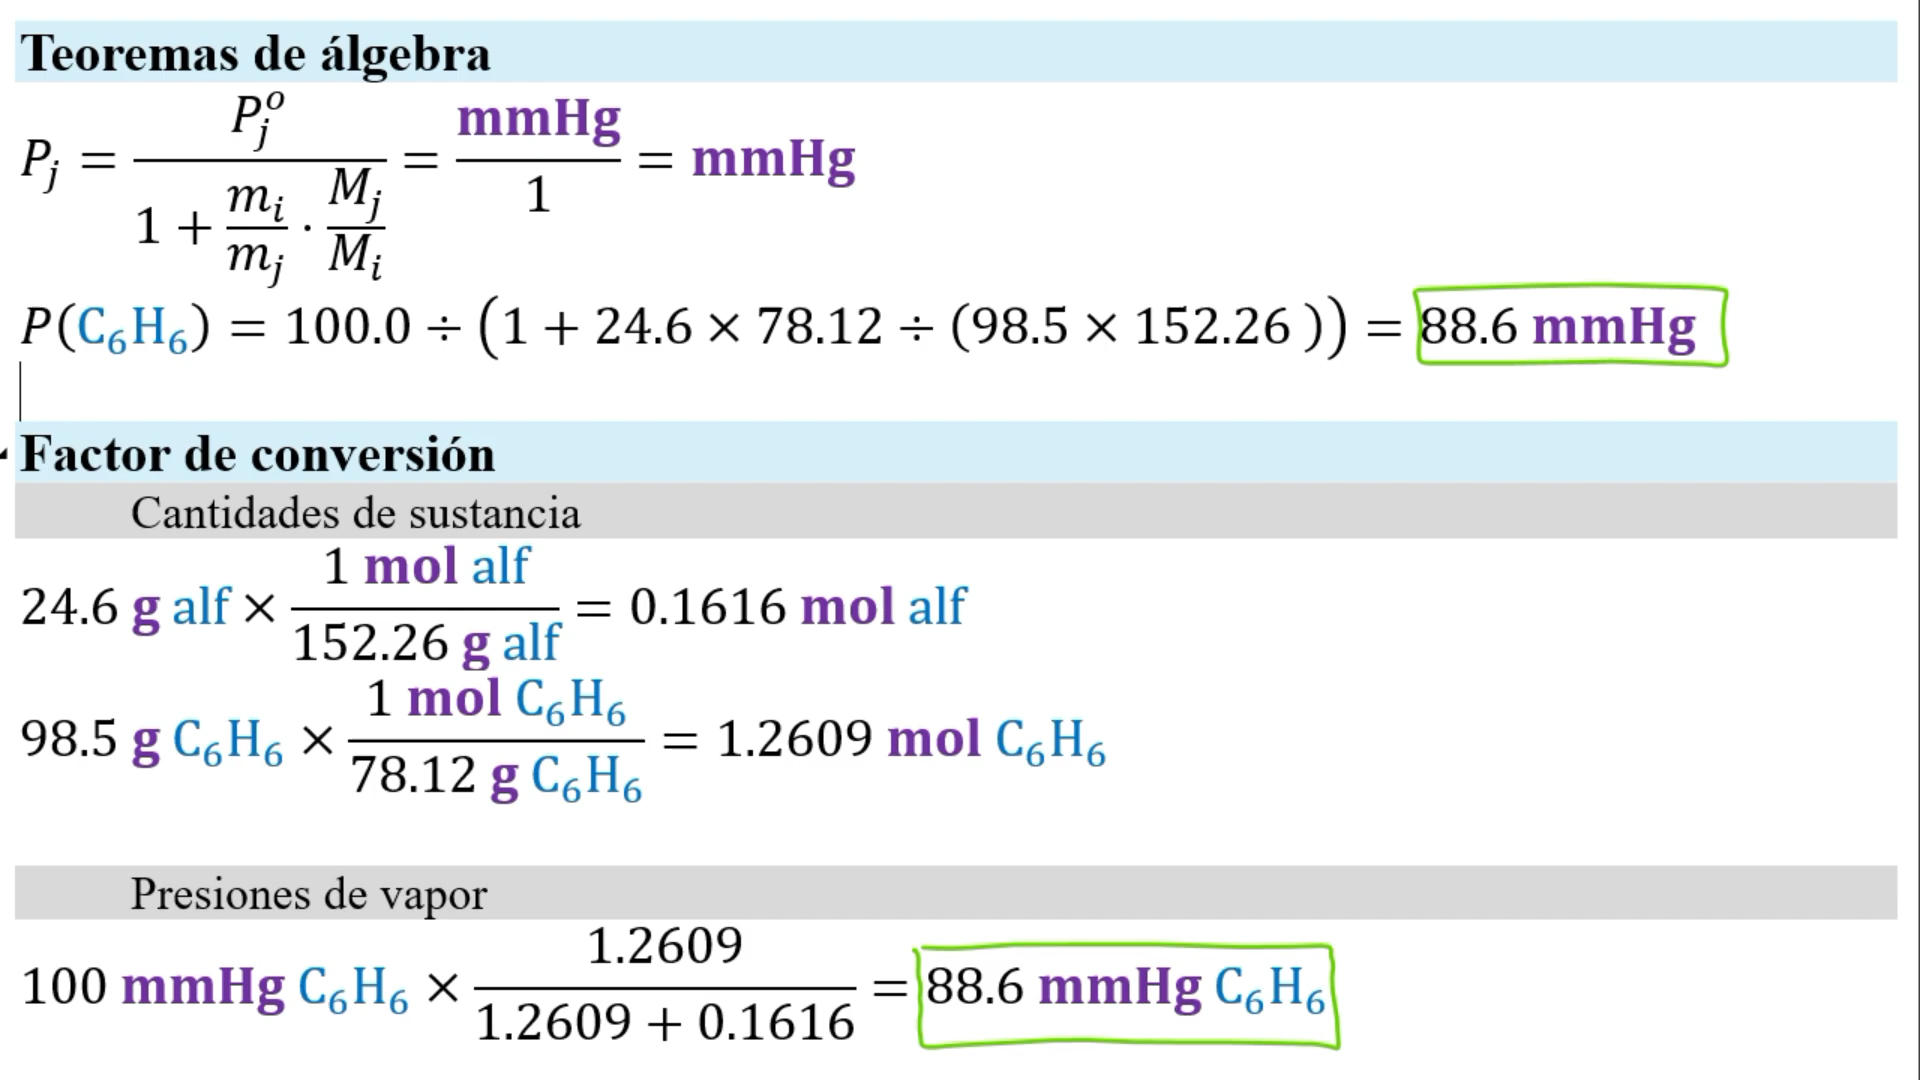 Teoremas de álgebra
P_j = P_j^o / (1 + m_i/m_j · M_j/M_i) = mmHg/1 = mmHg
P(C₆H₆) = 100.0 ÷ (1 + 24.6 × 78.12 ÷ (98.5 × 152.26 )) = 88.6 mmHg
Factor de conversión
Cantidades de sustancia
24.6 g alf × 1 mol alf / 152.26 g alf = 0.1616 mol alf
98.5 g C₆H₆ × 1 mol C₆H₆ / 78.12 g C₆H₆ = 1.2609 mol C₆H₆
Presiones de vapor
100 mmHg C₆H₆ × 1.2609 / (1.2609 + 0.1616) = 88.6 mmHg C₆H₆